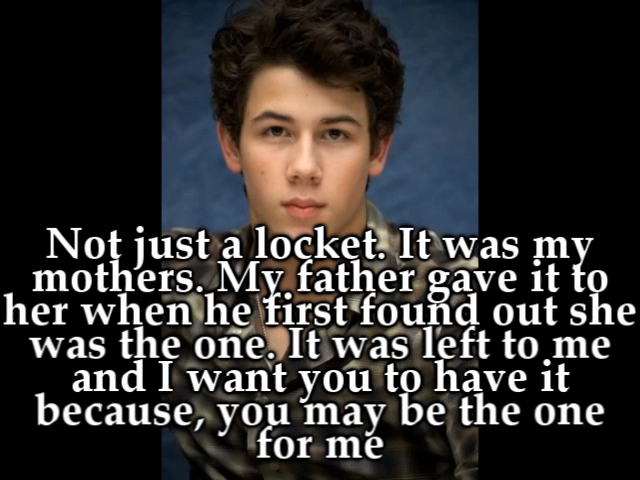 Not just a locket. It was my
mothers. My father gave it to
her when he first found out she
was the one. It was left to me
and I want you to have it
because, you may be the one
for me